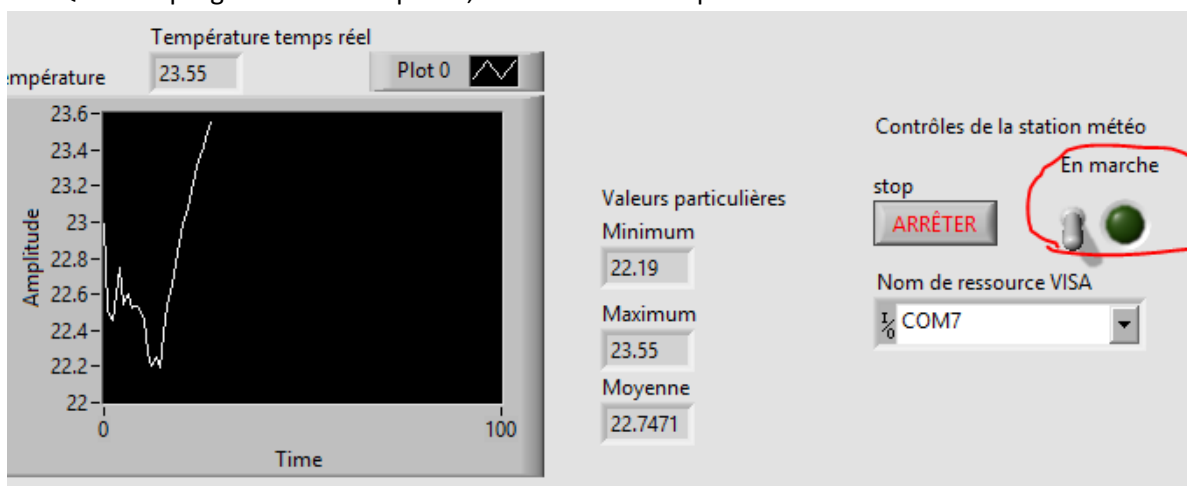 Température temps réel
empérature
23.55
Plot 0
23.6
23.4
23.2
23
22.8
22.6
22.4
22.2
22
Amplitude
0
100
Time
Valeurs particulières
Minimum
22.19
Maximum
23.55
Moyenne
22.7471
Contrôles de la station météo
En marche
stop
ARRÊTER
Nom de ressource VISA
I/O COM7